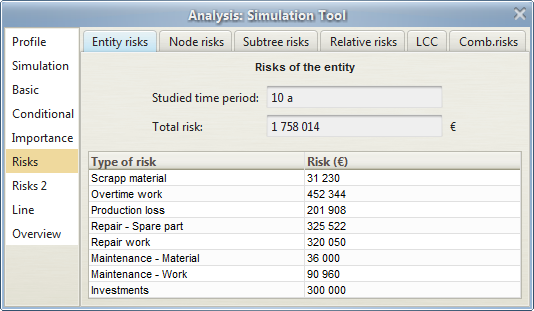 Analysis: Simulation Tool
Profile
Simulation
Basic
Conditional
Importance
Risks
Risks 2
Line
Overview
Entity risks Node risks Subtree risks Relative risks LCC Comb.risks
Risks of the entity
Studied time period: 10 a
Total risk: 1 758 014 €
Type of risk Risk (€)
Scrapp material 31 230
Overtime work 452 344
Production loss 201 908
Repair - Spare part 325 522
Repair work 320 050
Maintenance - Material 36 000
Maintenance - Work 90 960
Investments 300 000